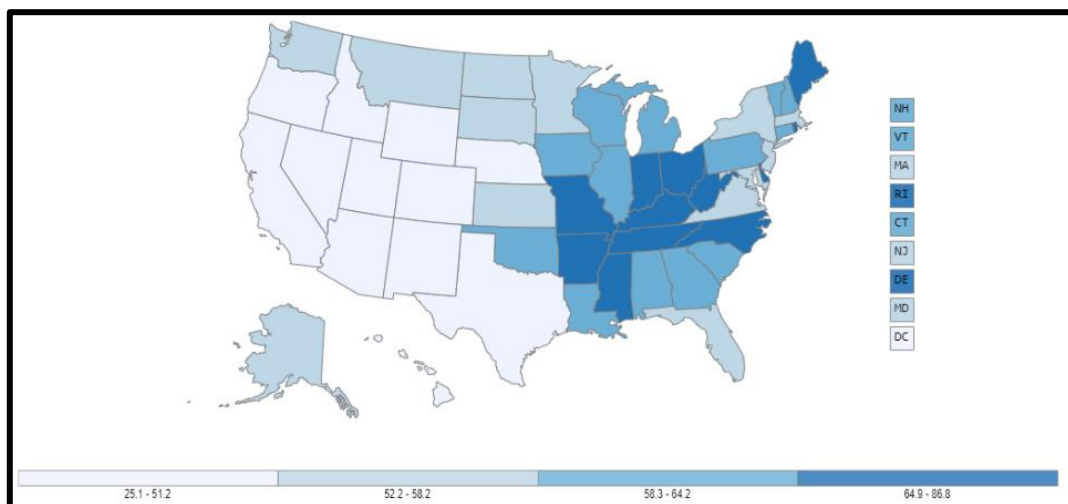 NH
VT
MA
RI
CT
NJ
DE
MD
DC
25.1 - 51.2
52.2 - 58.2
58.3 - 64.2
64.9 - 86.8